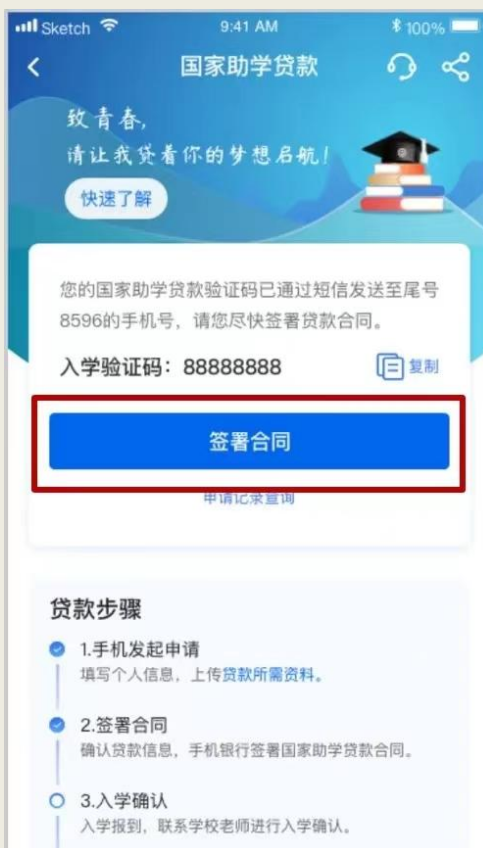 Sketch 9:41 AM 100%
国家助学贷款
致青春,
请让我贷着你的梦想启航!
快速了解
您的国家助学贷款验证码已通过短信发送至尾号
8596的手机号，请您尽快签署贷款合同。
入学验证码：88888888 复制
签署合同
申请记录查询
贷款步骤
1.手机发起申请
填写个人信息，上传贷款所需资料。
2.签署合同
确认贷款信息，手机银行签署国家助学贷款合同。
3.入学确认
入学报到，联系学校老师进行入学确认。